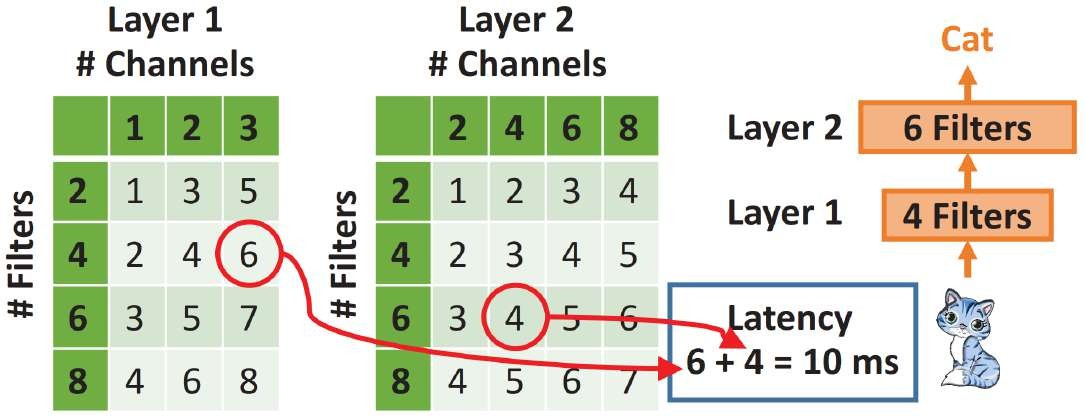 Layer 1
# Channels
# Filters
1 2 3
2 1 3 5
4 2 4 6
6 3 5 7
8 4 6 8
Layer 2
# Channels
# Filters
2 4 6 8
2 1 2 3 4
4 2 3 4 5
6 3 4 5 6
8 4 5 6 7
Latency
6 + 4 = 10 ms
Cat
Layer 2 6 Filters
Layer 1 4 Filters